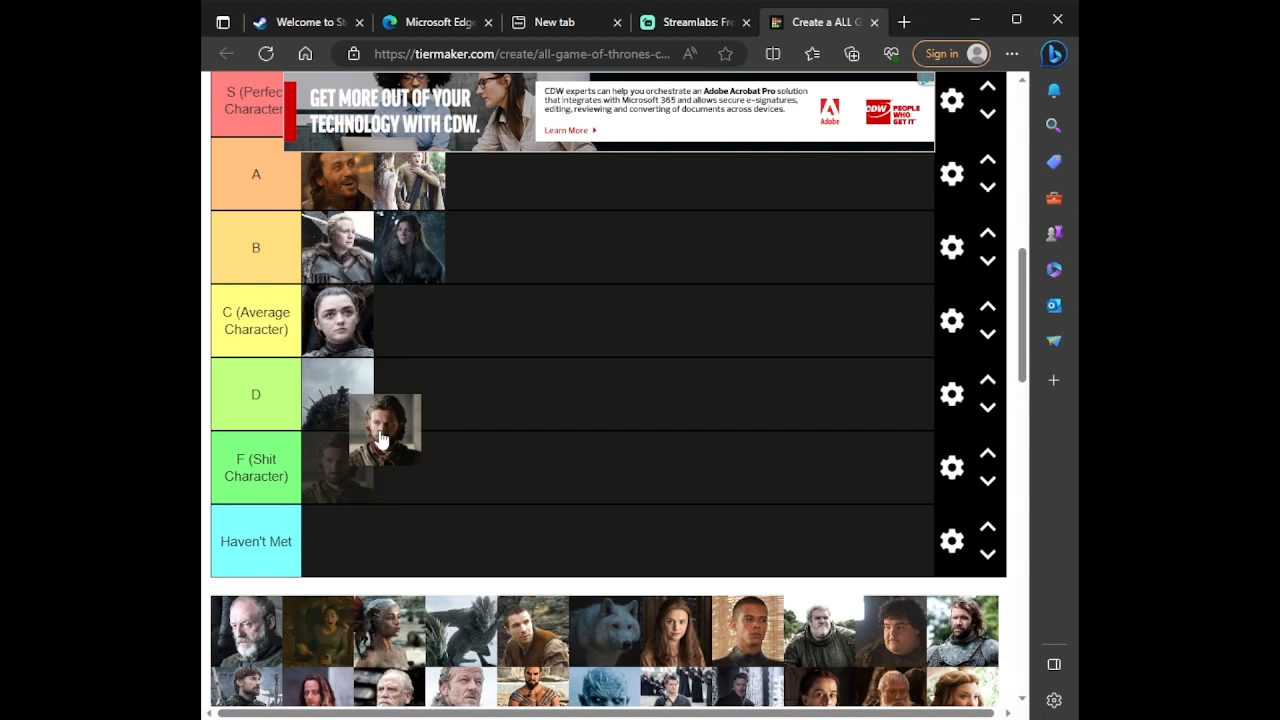 Welcome to St
Microsoft Edge
New tab
Streamlabs: Fre
Create a ALL G
https://tiermaker.com/create/all-game-of-thrones-c...
Sign in
S (Perfec
Character
GET MORE OUT OF YOUR
TECHNOLOGY WITH CDW.
CDW experts can help you orchestrate an Adobe Acrobat Pro solution
that integrates with Microsoft 365 and allows secure e-signatures,
editing, reviewing and converting of documents across devices.
Learn More
Adobe
CDW
PEOPLE
WHO
GET IT
A
B
C (Average
Character)
D
F (Shit
Character)
Haven't Met